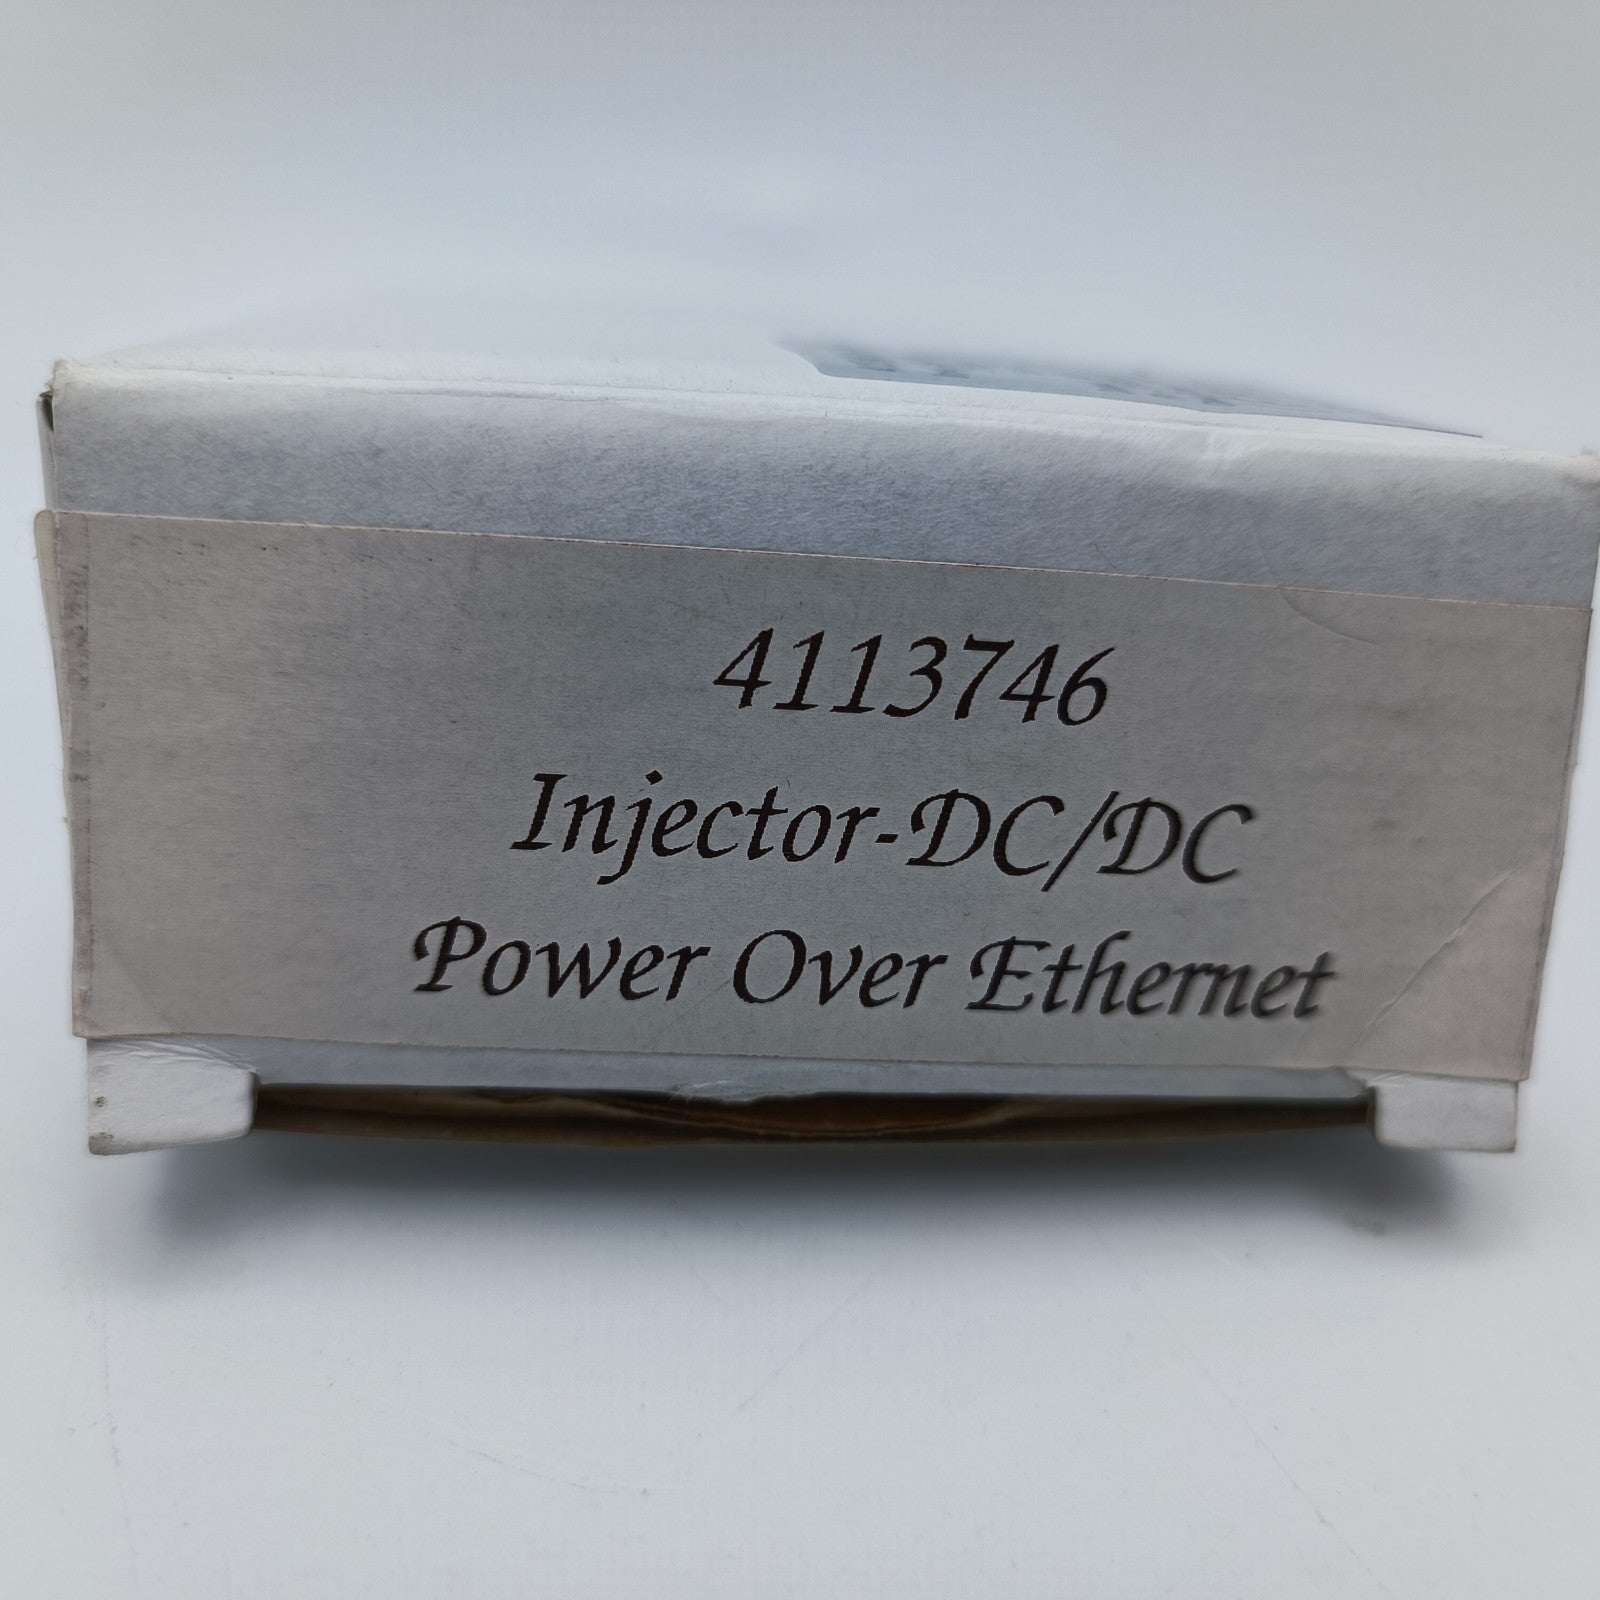 4113746
Injector-DC/DC
Power Over Ethernet